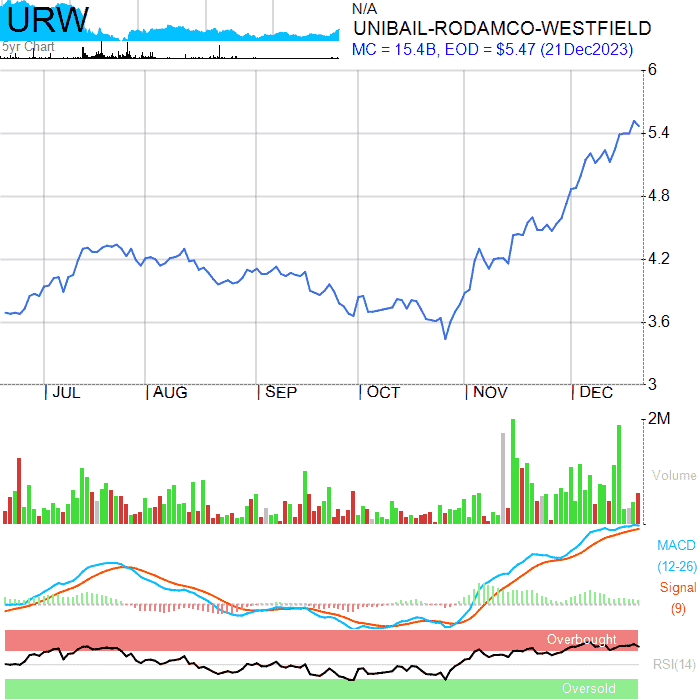 URW
5yr Chart
N/A
UNIBAIL-RODAMCO-WESTFIELD
MC = 15.4B, EOD = $5.47 (21Dec2023)
6
5.4
4.8
4.2
3.6
3
JUL AUG SEP OCT NOV DEC
2M
Volume
MACD
(12-26)
Signal
(9)
Overbought
RSI(14)
Oversold